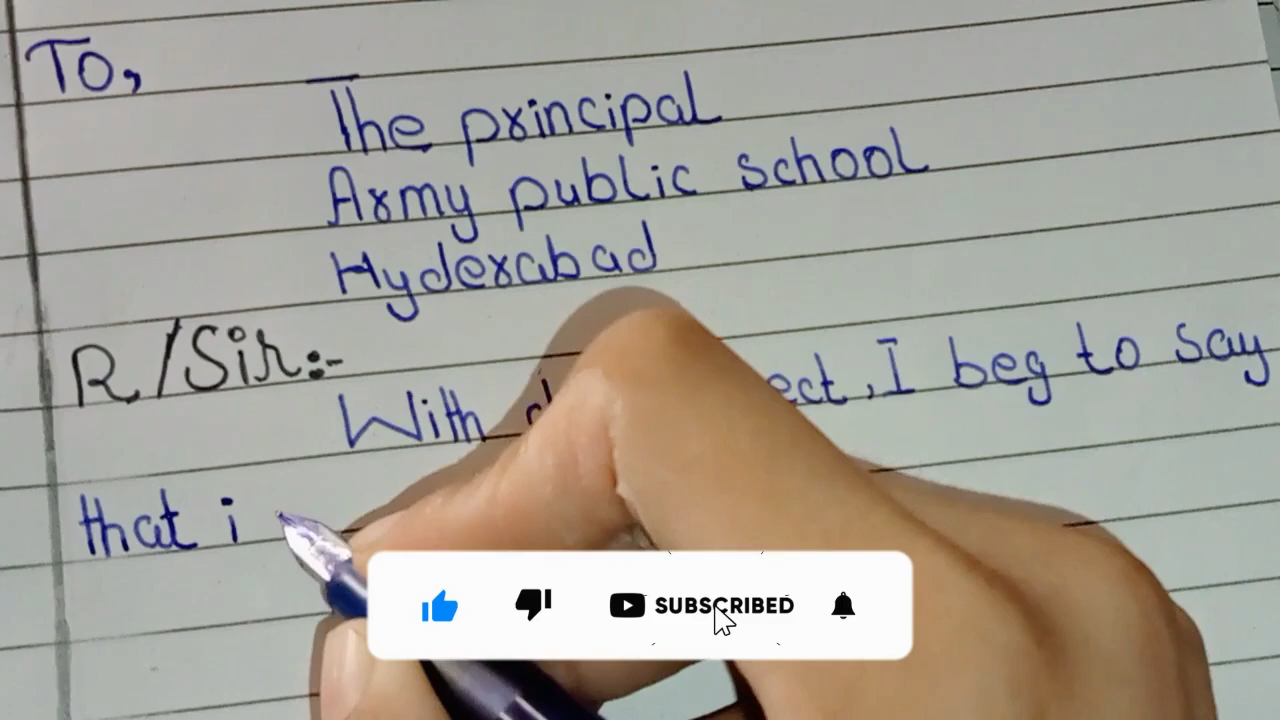 To,
The principal
Army public school
Hyderabad
R/Sir:-
With ect, I beg to say
that i
SUBSCRIBED